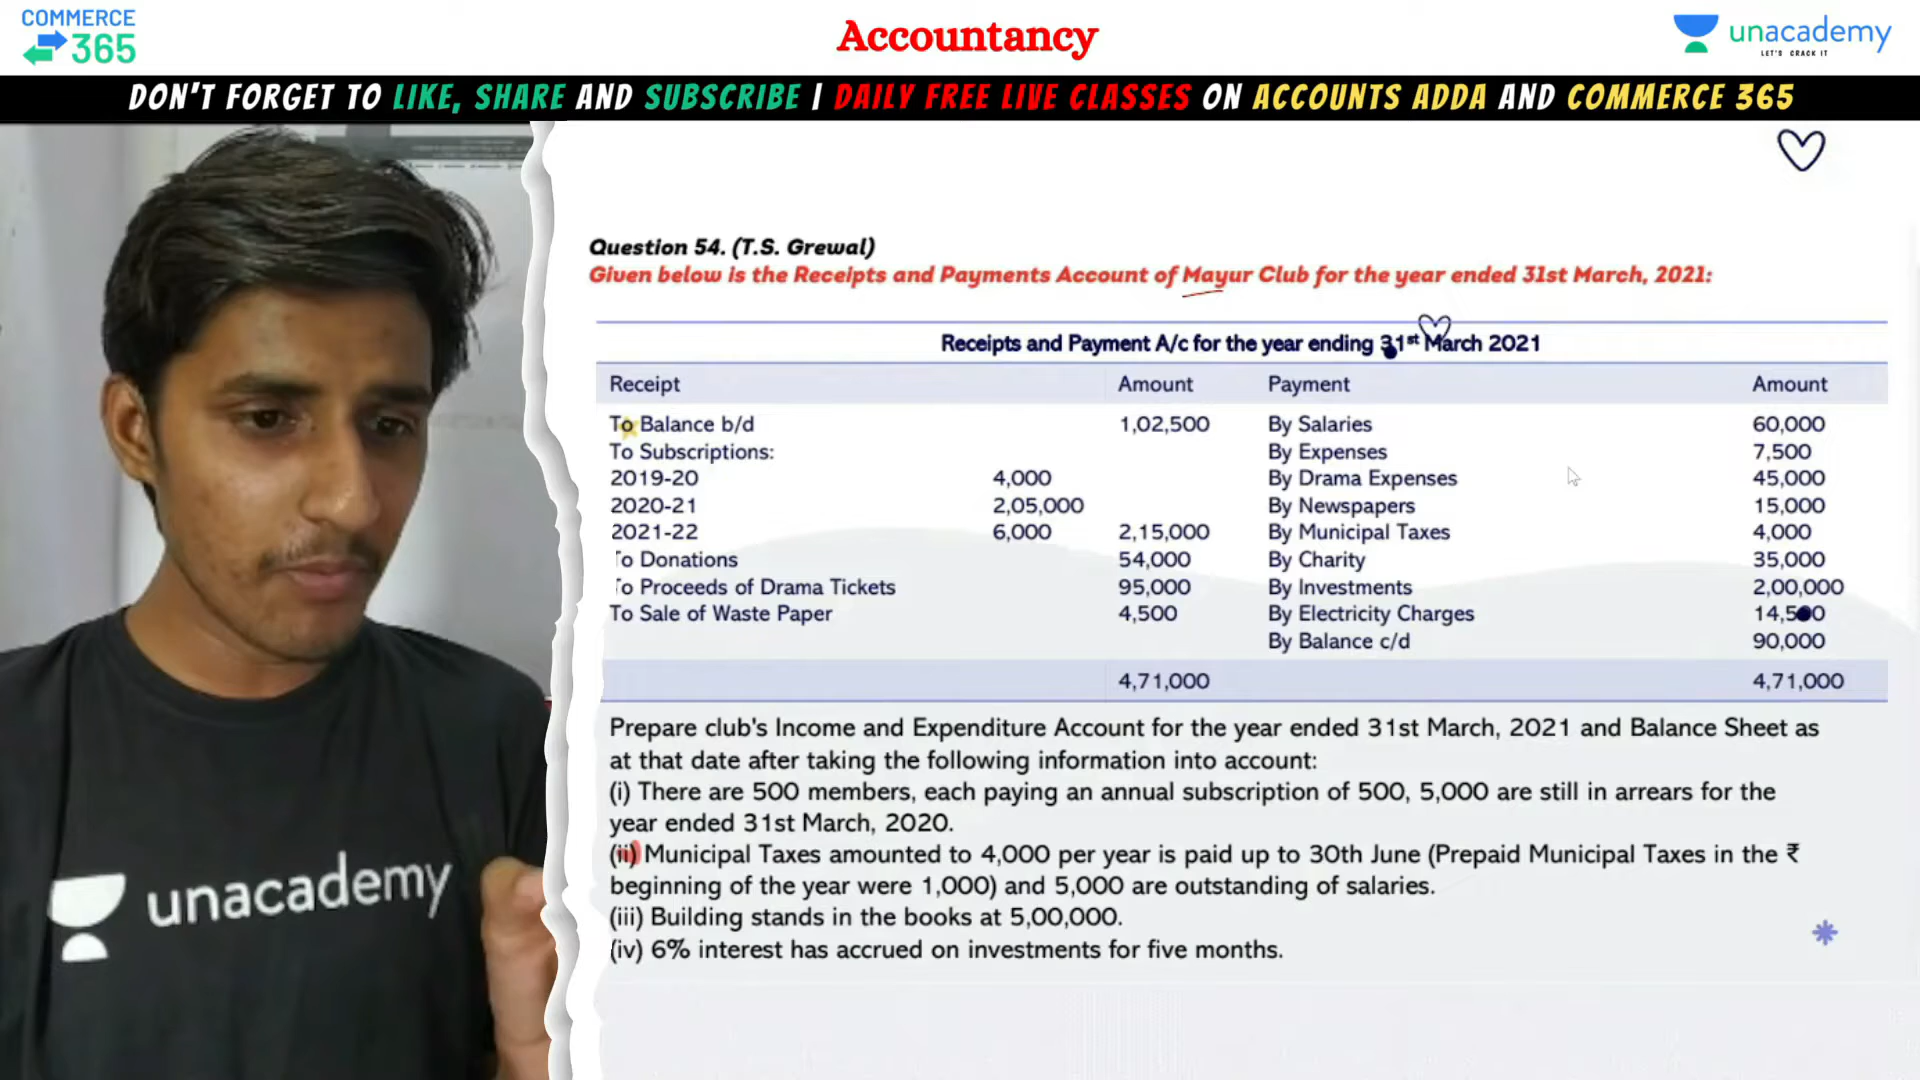 COMMERCE
365
Accountancy
unacademy
LET'S CRACK IT
DON'T FORGET TO LIKE, SHARE AND SUBSCRIBE | DAILY FREE LIVE CLASSES ON ACCOUNTS ADDA AND COMMERCE 365
Question 54. (T.S. Grewal)
Given below is the Receipts and Payments Account of Mayur Club for the year ended 31st March, 2021:
Receipts and Payment A/c for the year ending 31st March 2021
Receipt Amount Payment Amount
To Balance b/d 1,02,500 By Salaries 60,000
To Subscriptions: By Expenses 7,500
2019-20 4,000 By Drama Expenses 45,000
2020-21 2,05,000 By Newspapers 15,000
2021-22 6,000 2,15,000 By Municipal Taxes 4,000
To Donations 54,000 By Charity 35,000
To Proceeds of Drama Tickets 95,000 By Investments 2,00,000
To Sale of Waste Paper 4,500 By Electricity Charges 14,500
By Balance c/d 90,000
4,71,000 4,71,000
Prepare club's Income and Expenditure Account for the year ended 31st March, 2021 and Balance Sheet as
at that date after taking the following information into account:
(i) There are 500 members, each paying an annual subscription of 500, 5,000 are still in arrears for the
year ended 31st March, 2020.
(ii) Municipal Taxes amounted to 4,000 per year is paid up to 30th June (Prepaid Municipal Taxes in the ₹
beginning of the year were 1,000) and 5,000 are outstanding of salaries.
(iii) Building stands in the books at 5,00,000.
(iv) 6% interest has accrued on investments for five months.
unacademy